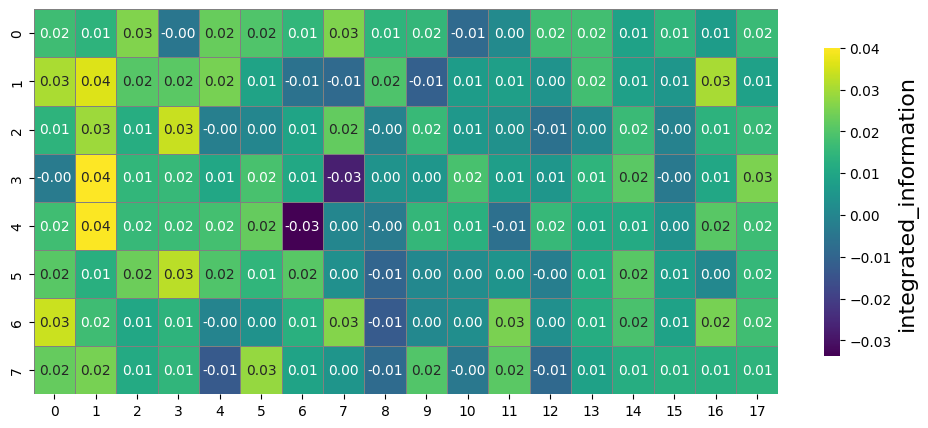 0 0.02 0.01 0.03 -0.00 0.02 0.02 0.01 0.03 0.01 0.02 -0.01 0.00 0.02 0.02 0.01 0.01 0.01 0.02
1 0.03 0.04 0.02 0.02 0.02 0.01 -0.01 -0.01 0.02 -0.01 0.01 0.01 0.00 0.02 0.01 0.01 0.03 0.01
2 0.01 0.03 0.01 0.03 -0.00 -0.00 0.01 0.02 -0.00 0.02 0.01 0.00 -0.01 -0.00 0.02 -0.00 0.01 0.02
3 -0.00 0.04 0.01 0.02 0.01 0.02 0.01 -0.03 0.00 0.00 0.02 0.01 0.01 0.01 0.02 -0.00 0.01 0.03
4 0.02 0.04 0.02 0.02 0.02 0.02 -0.03 0.00 -0.00 0.01 0.01 -0.01 0.02 0.01 0.01 0.00 0.02 0.02
5 0.02 0.01 0.02 0.03 0.02 0.01 0.02 0.00 -0.01 0.00 0.00 0.00 -0.00 0.01 0.02 0.01 0.00 0.02
6 0.03 0.02 0.01 0.01 -0.00 0.00 0.01 0.03 -0.01 0.00 0.00 0.03 0.00 0.01 0.02 0.01 0.02 0.02
7 0.02 0.02 0.01 0.01 -0.01 0.03 0.01 0.00 -0.01 0.02 -0.00 0.02 -0.01 0.01 0.01 0.01 0.01 0.01
0 1 2 3 4 5 6 7 8 9 10 11 12 13 14 15 16 17
0.04
0.03
0.02
0.01
0.00
−0.01
−0.02
−0.03
integrated_information